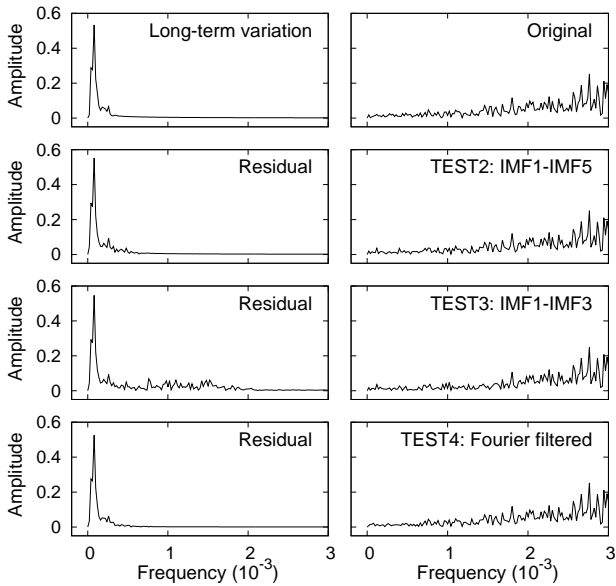 Long-term variation
Original
Amplitude
0.6
0.4
0.2
0
Residual
TEST2: IMF1-IMF5
Amplitude
0.6
0.4
0.2
0
Residual
TEST3: IMF1-IMF3
Amplitude
0.6
0.4
0.2
0
Residual
TEST4: Fourier filtered
Amplitude
0.6
0.4
0.2
0
0 1 2 3
0 1 2 3
Frequency (10⁻³)
Frequency (10⁻³)